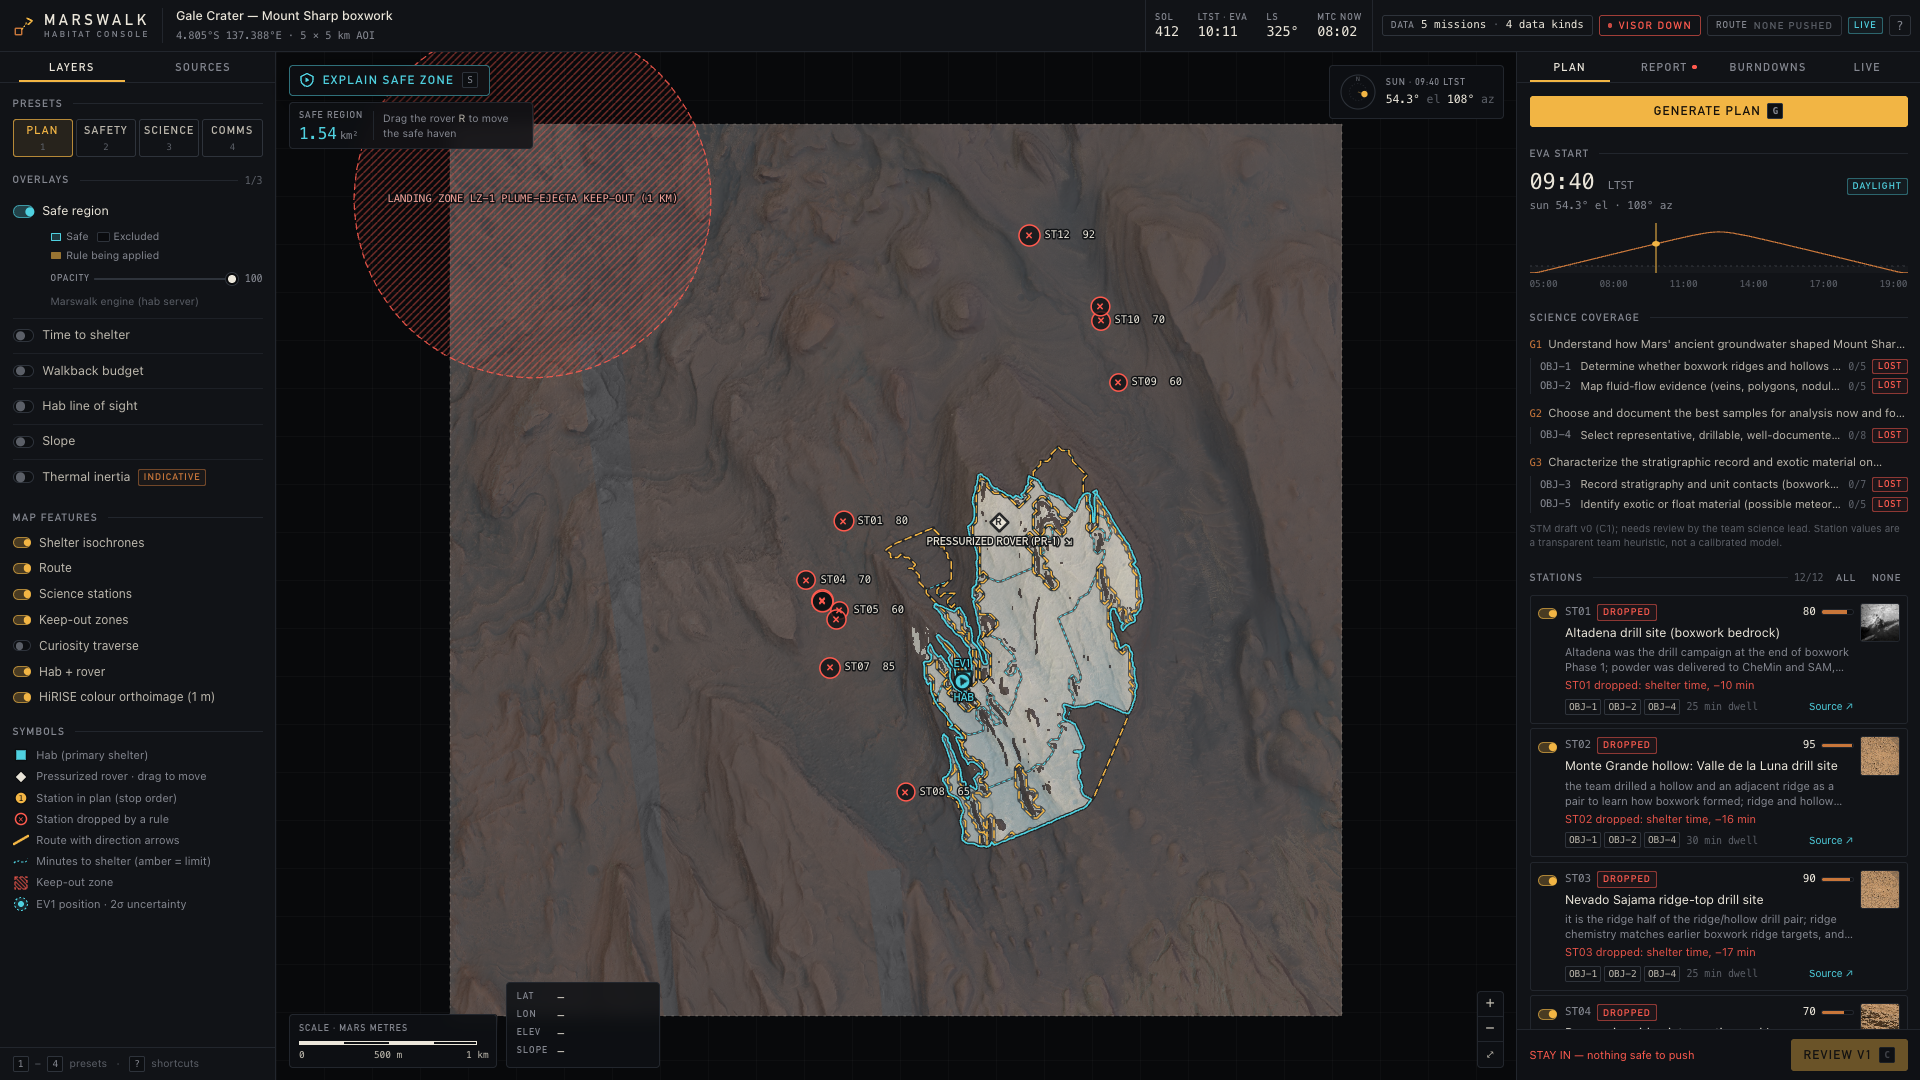 MARSWALK
HABITAT CONSOLE
Gale Crater — Mount Sharp boxwork
4.805°S 137.388°E · 5 × 5 km AOI
SOL
412
LTST · EVA
10:11
LS
325°
MTC NOW
08:02
DATA 5 missions · 4 data kinds
VISOR DOWN
ROUTE NONE PUSHED
LIVE
?
LAYERS
SOURCES
PRESETS
PLAN
1
SAFETY
2
SCIENCE
3
COMMS
4
OVERLAYS
1/3
Safe region
Safe
Excluded
Rule being applied
OPACITY
100
Marswalk engine (hab server)
Time to shelter
Walkback budget
Hab line of sight
Slope
Thermal inertia
INDICATIVE
MAP FEATURES
Shelter isochrones
Route
Science stations
Keep-out zones
Curiosity traverse
Hab + rover
HiRISE colour orthoimage (1 m)
SYMBOLS
Hab (primary shelter)
Pressurized rover · drag to move
Station in plan (stop order)
Station dropped by a rule
Route with direction arrows
Minutes to shelter (amber = limit)
Keep-out zone
EV1 position · 2σ uncertainty
1 – 4 presets · ? shortcuts
EXPLAIN SAFE ZONE S
SAFE REGION
1.54 km²
Drag the rover R to move
the safe haven
SUN · 09:40 LTST
54.3° el 108° az
N
LANDING ZONE LZ-1 PLUME-EJECTA KEEP-OUT (1 KM)
ST12 92
ST10 70
ST09 60
ST01 80
R
PRESSURIZED ROVER (PR-1)
ST04 70
ST05 60
ST07 85
EV1
HAB
ST08 65
SCALE · MARS METRES
0
500 m
1 km
LAT —
LON —
ELEV —
SLOPE —
+
−
PLAN
REPORT
BURNDOWNS
LIVE
GENERATE PLAN G
EVA START
09:40 LTST
DAYLIGHT
sun 54.3° el · 108° az
05:00
08:00
11:00
14:00
17:00
19:00
SCIENCE COVERAGE
G1 Understand how Mars' ancient groundwater shaped Mount Shar...
OBJ-1 Determine whether boxwork ridges and hollows ... 0/5 LOST
OBJ-2 Map fluid-flow evidence (veins, polygons, nodul... 0/5 LOST
G2 Choose and document the best samples for analysis now and fo...
OBJ-4 Select representative, drillable, well-documente... 0/8 LOST
G3 Characterize the stratigraphic record and exotic material on...
OBJ-3 Record stratigraphy and unit contacts (boxwork... 0/7 LOST
OBJ-5 Identify exotic or float material (possible meteor... 0/5 LOST
STM draft v0 (C1); needs review by the team science lead. Station values are
a transparent team heuristic, not a calibrated model.
STATIONS
12/12
ALL
NONE
ST01 DROPPED
80
Altadena drill site (boxwork bedrock)
Altadena was the drill campaign at the end of boxwork
Phase 1; powder was delivered to CheMin and SAM,...
ST01 dropped: shelter time, −10 min
OBJ-1 OBJ-2 OBJ-4 25 min dwell
Source ↗
ST02 DROPPED
95
Monte Grande hollow: Valle de la Luna drill site
the team drilled a hollow and an adjacent ridge as a
pair to learn how boxwork formed; ridge and hollow...
ST02 dropped: shelter time, −16 min
OBJ-1 OBJ-2 OBJ-4 30 min dwell
Source ↗
ST03 DROPPED
90
Nevado Sajama ridge-top drill site
it is the ridge half of the ridge/hollow drill pair; ridge
chemistry matches earlier boxwork ridge targets, and...
ST03 dropped: shelter time, −17 min
OBJ-1 OBJ-2 OBJ-4 25 min dwell
Source ↗
ST04 DROPPED
70
STAY IN — nothing safe to push
REVIEW V1 C